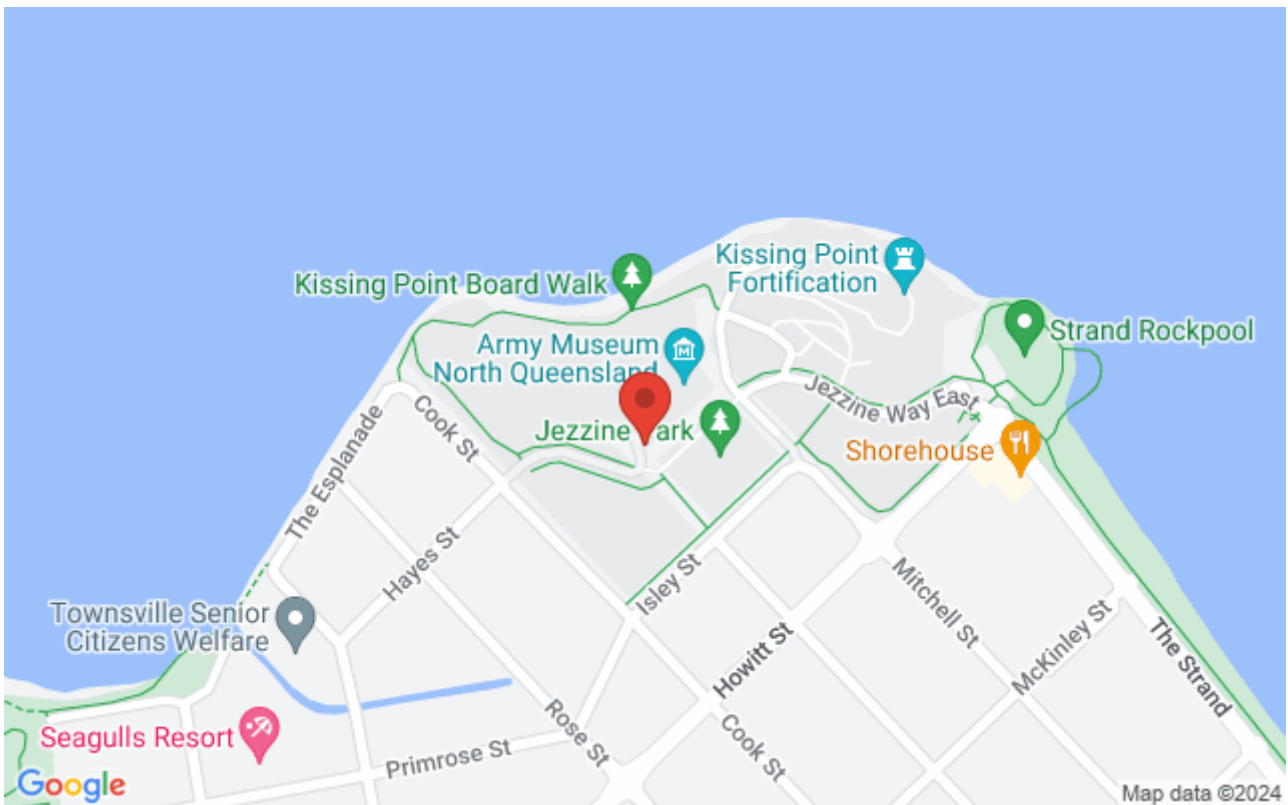 Kissing Point
Fortification
Kissing Point Board Walk
Strand Rockpool
Army Museum
North Queensland
Jezzine Way East
Jezzine Park
Cook St
Shorehouse
The Esplanade
Hayes St
Isley St
Mitchell St
Townsville Senior
Citizens Welfare
McKinley St
The Strand
Howitt St
Seagulls Resort
Rose St
Primrose St
Cook St
Google
Map data ©2024